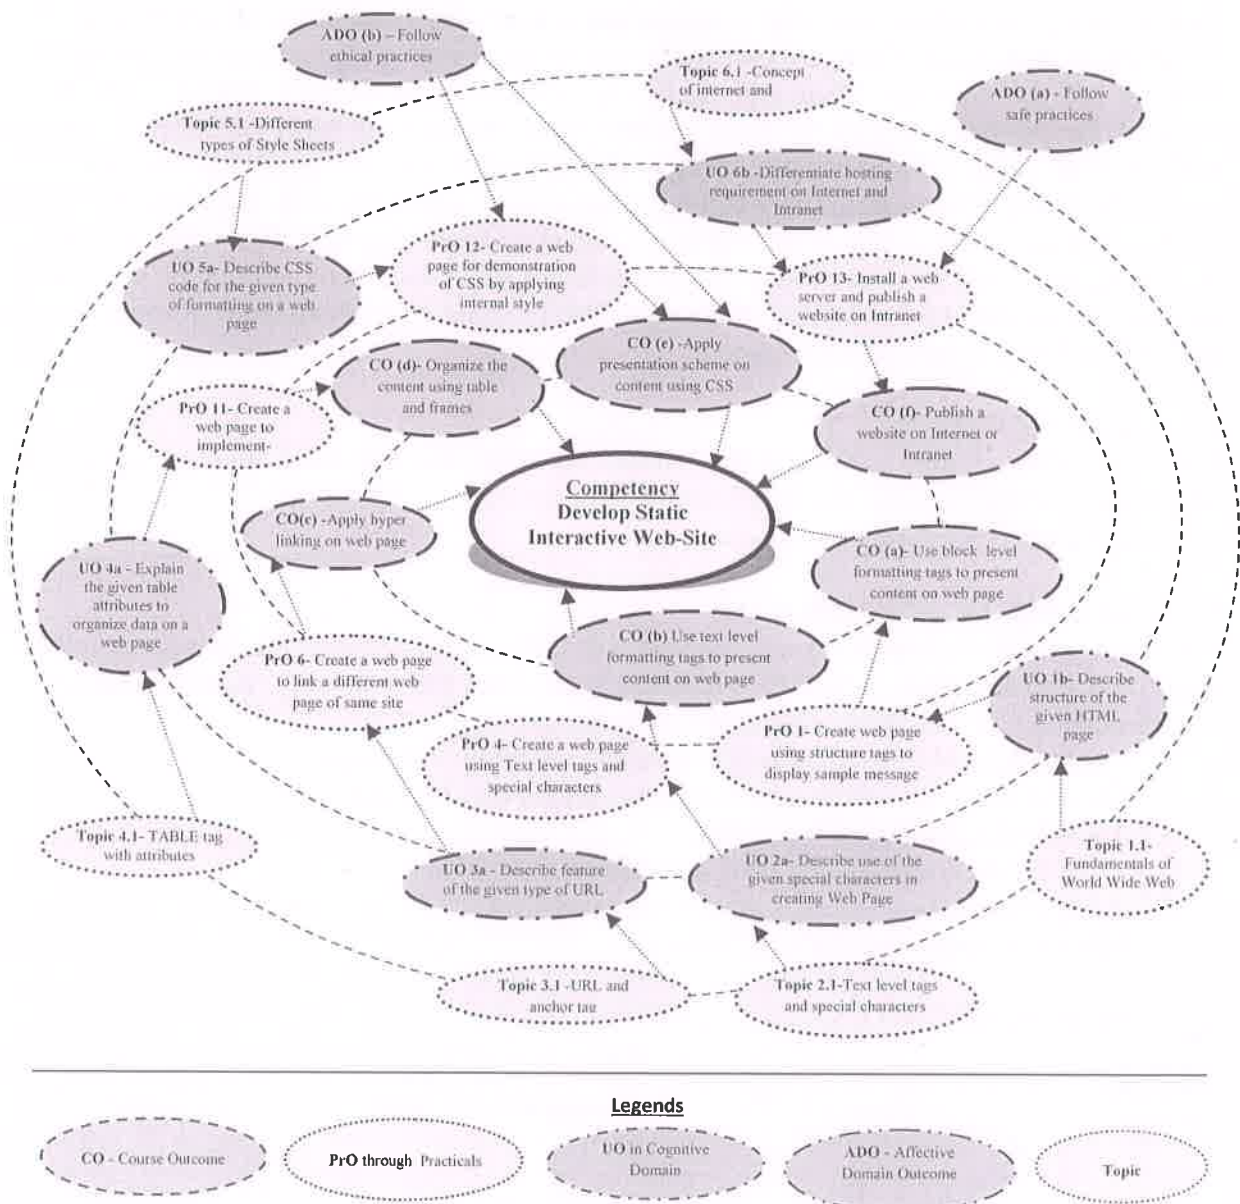 ADO (b) – Follow
ethical practices
Topic 6.1 -Concept
of internet and
ADO (a) - Follow
safe practices
Topic 5.1 -Different
types of Style Sheets
UO 6b -Differentiate hosting
requirement on Internet and
Intranet
UO 5a- Describe CSS
code for the given type
of formatting on a web
page
PrO 12- Create a web
page for demonstration
of CSS by applying
internal style
PrO 13- Install a web
server and publish a
website on Intranet
CO (d)- Organize the
content using table
and frames
CO (e) -Apply
presentation scheme on
content using CSS
PrO 11- Create a
web page to
implement-
CO (f)- Publish a
website on Internet or
Intranet
Competency
Develop Static
Interactive Web-Site
CO(c) -Apply hyper
linking on web page
CO (a)- Use block level
formatting tags to present
content on web page
UO 4a - Explain
the given table
attributes to
organize data on a
web page
CO (b) Use text level
formatting tags to present
content on web page
PrO 6- Create a web page
to link a different web
page of same site
UO 1b- Describe
structure of the
given HTML
page
PrO 4- Create a web page
using Text level tags and
special characters
PrO 1- Create web page
using structure tags to
display sample message
Topic 4.1- TABLE tag
with attributes
UO 3a - Describe feature
of the given type of URL
UO 2a- Describe use of the
given special characters in
creating Web Page
Topic 1.1-
Fundamentals of
World Wide Web
Topic 3.1 -URL and
anchor tag
Topic 2.1-Text level tags
and special characters
Legends
CO - Course Outcome
PrO through Practicals
UO in Cognitive
Domain
ADO - Affective
Domain Outcome
Topic